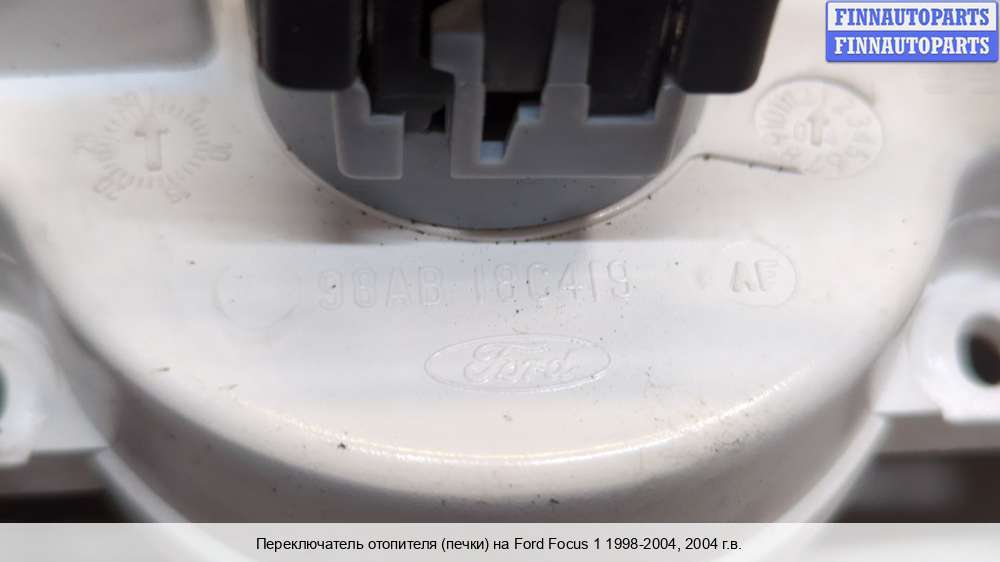 FINNAUTOPARTS
FINNAUTOPARTS
98AB 18C419 AF
Ford
Переключатель отопителя (печки) на Ford Focus 1 1998-2004, 2004 г.в.